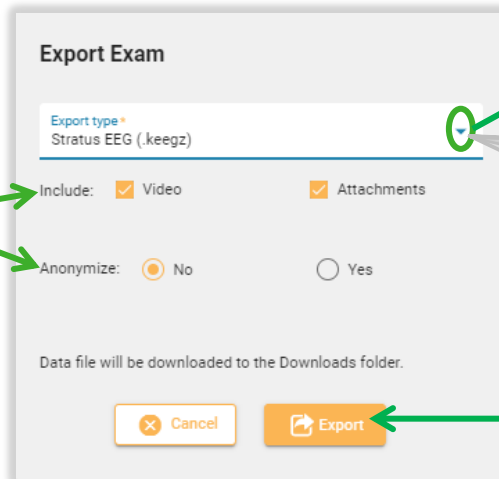 Export Exam
Export type *
Stratus EEG (.keegz)
Include: Video Attachments
Anonymize: No Yes
Data file will be downloaded to the Downloads folder.
Cancel Export